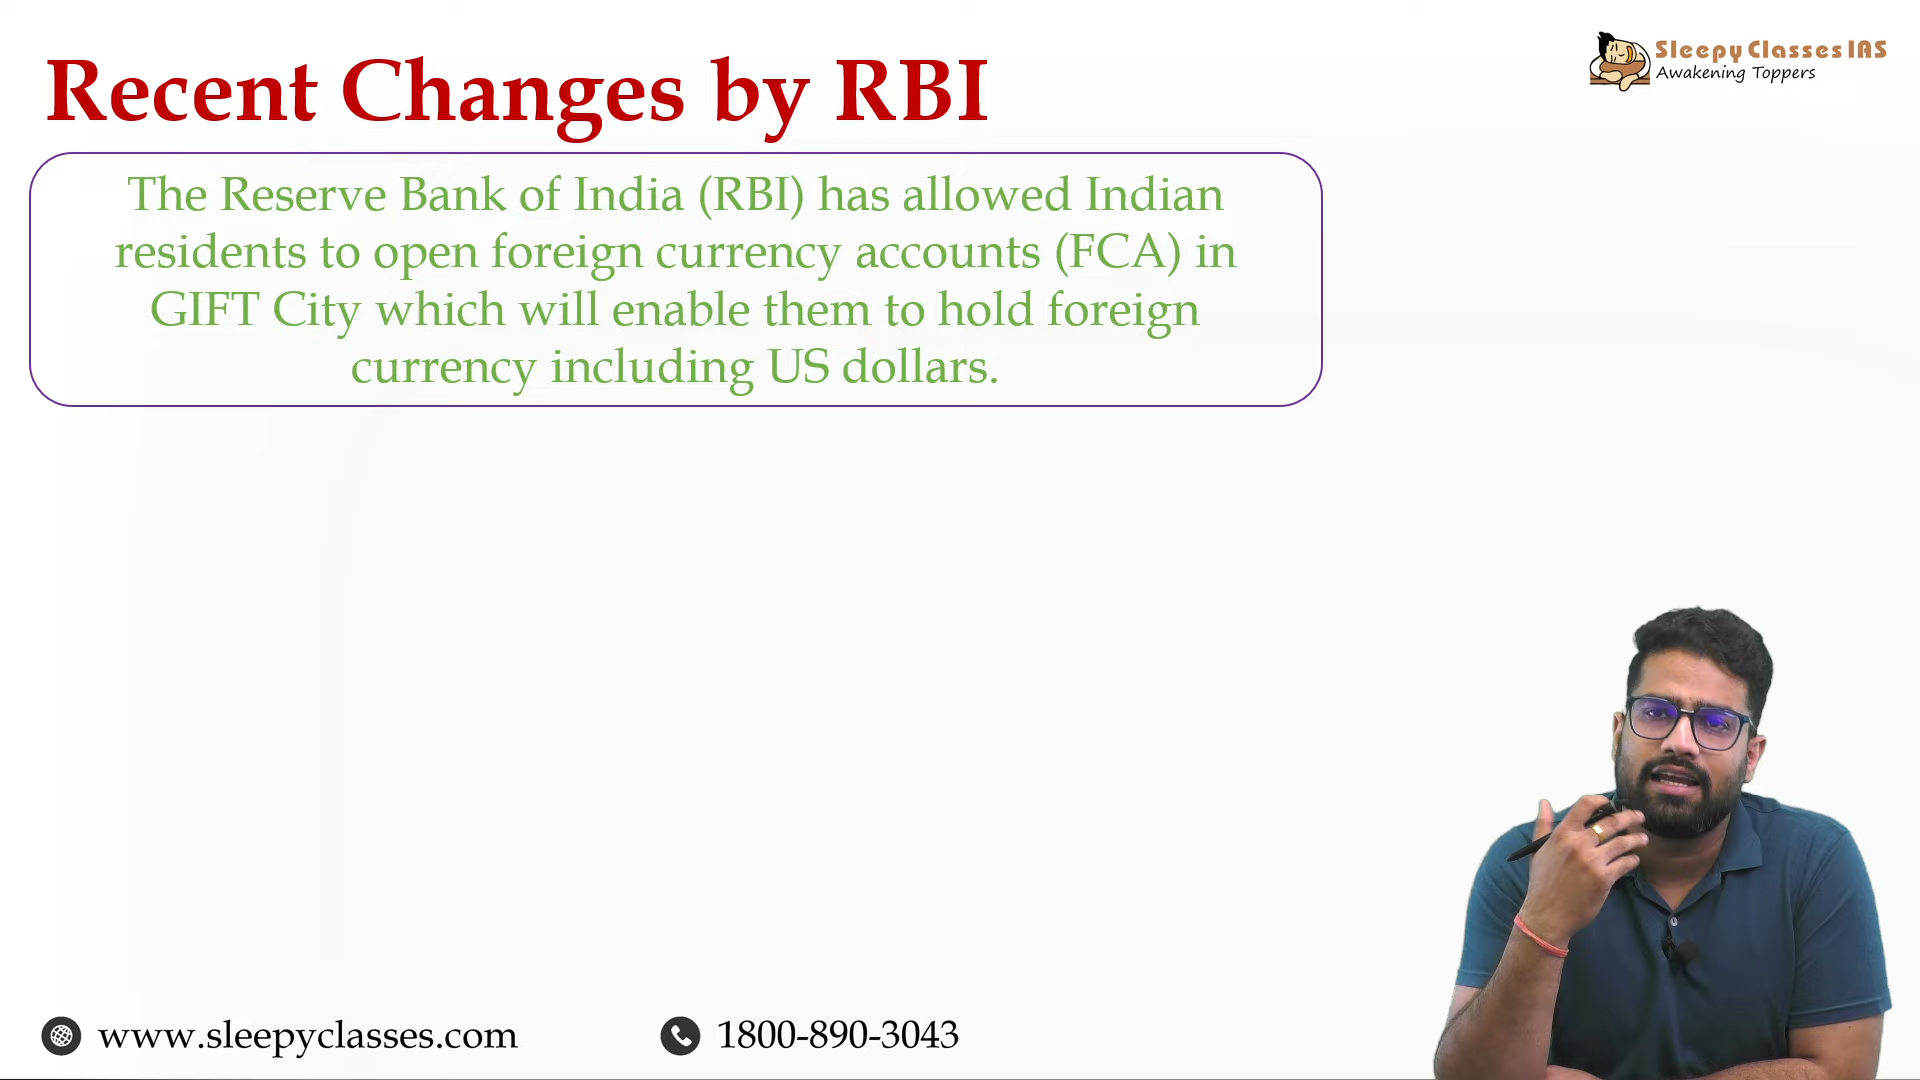 Recent Changes by RBI
Sleepy Classes IAS
Awakening Toppers
The Reserve Bank of India (RBI) has allowed Indian
residents to open foreign currency accounts (FCA) in
GIFT City which will enable them to hold foreign
currency including US dollars.
www.sleepyclasses.com
1800-890-3043